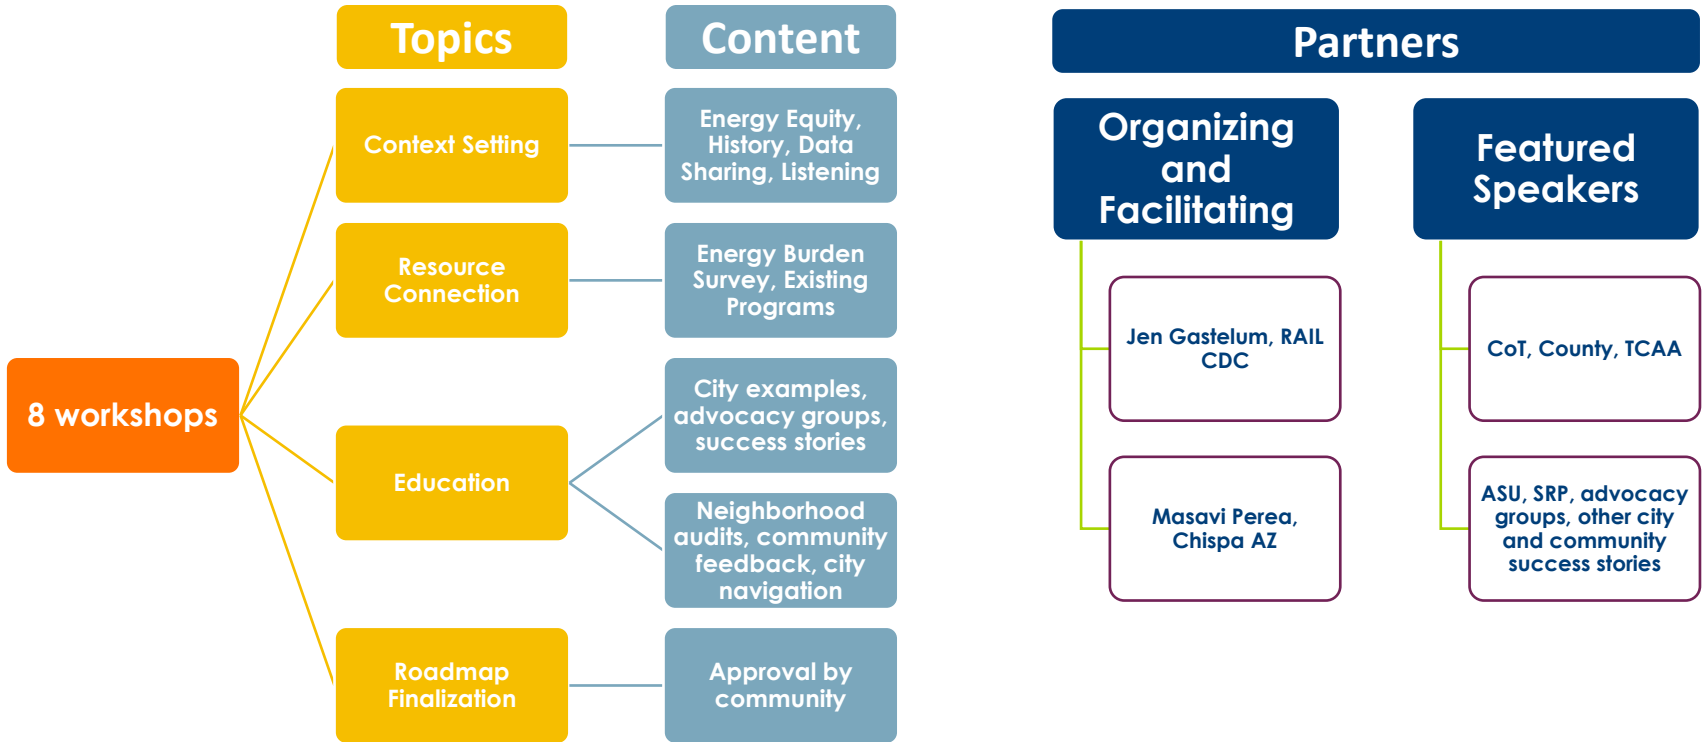 Topics
Content
8 workshops
Context Setting
Energy Equity,
History, Data
Sharing, Listening
Resource
Connection
Energy Burden
Survey, Existing
Programs
Education
City examples,
advocacy groups,
success stories
Neighborhood
audits, community
feedback, city
navigation
Roadmap
Finalization
Approval by
community
Partners
Organizing
and
Facilitating
Jen Gastelum, RAIL
CDC
Masavi Perea,
Chispa AZ
Featured
Speakers
CoT, County, TCAA
ASU, SRP, advocacy
groups, other city
and community
success stories